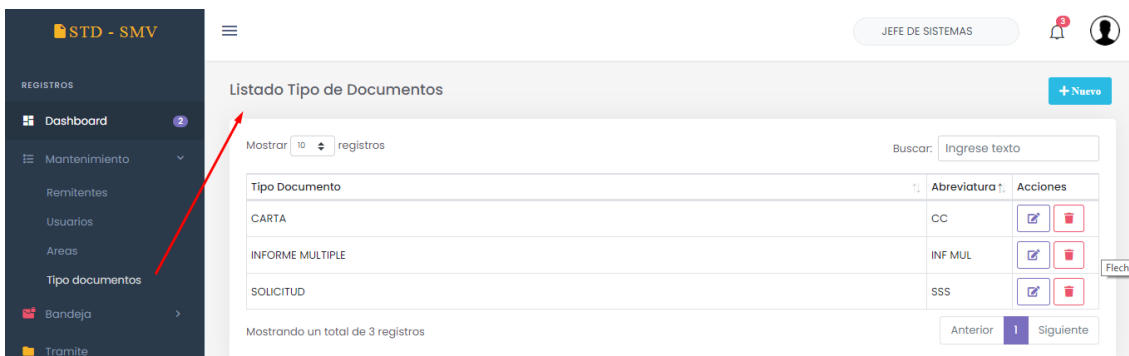 STD - SMV
JEFE DE SISTEMAS
3
REGISTROS
Dashboard 2
Mantenimiento
Remitentes
Usuarios
Areas
Tipo documentos
Bandeja
Tramite
Listado Tipo de Documentos
+ Nuevo
Mostrar 10 registros
Buscar: Ingrese texto
Tipo Documento Abreviatura Acciones
CARTA CC
INFORME MULTIPLE INF MUL
SOLICITUD SSS
Flech
Mostrando un total de 3 registros
Anterior 1 Siguiente